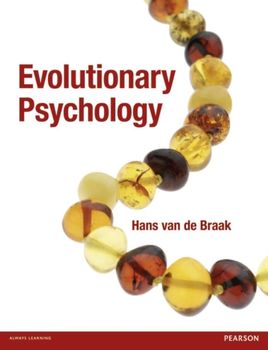 Evolutionary
Psychology
Hans van de Braak
ALWAYS LEARNING
PEARSON